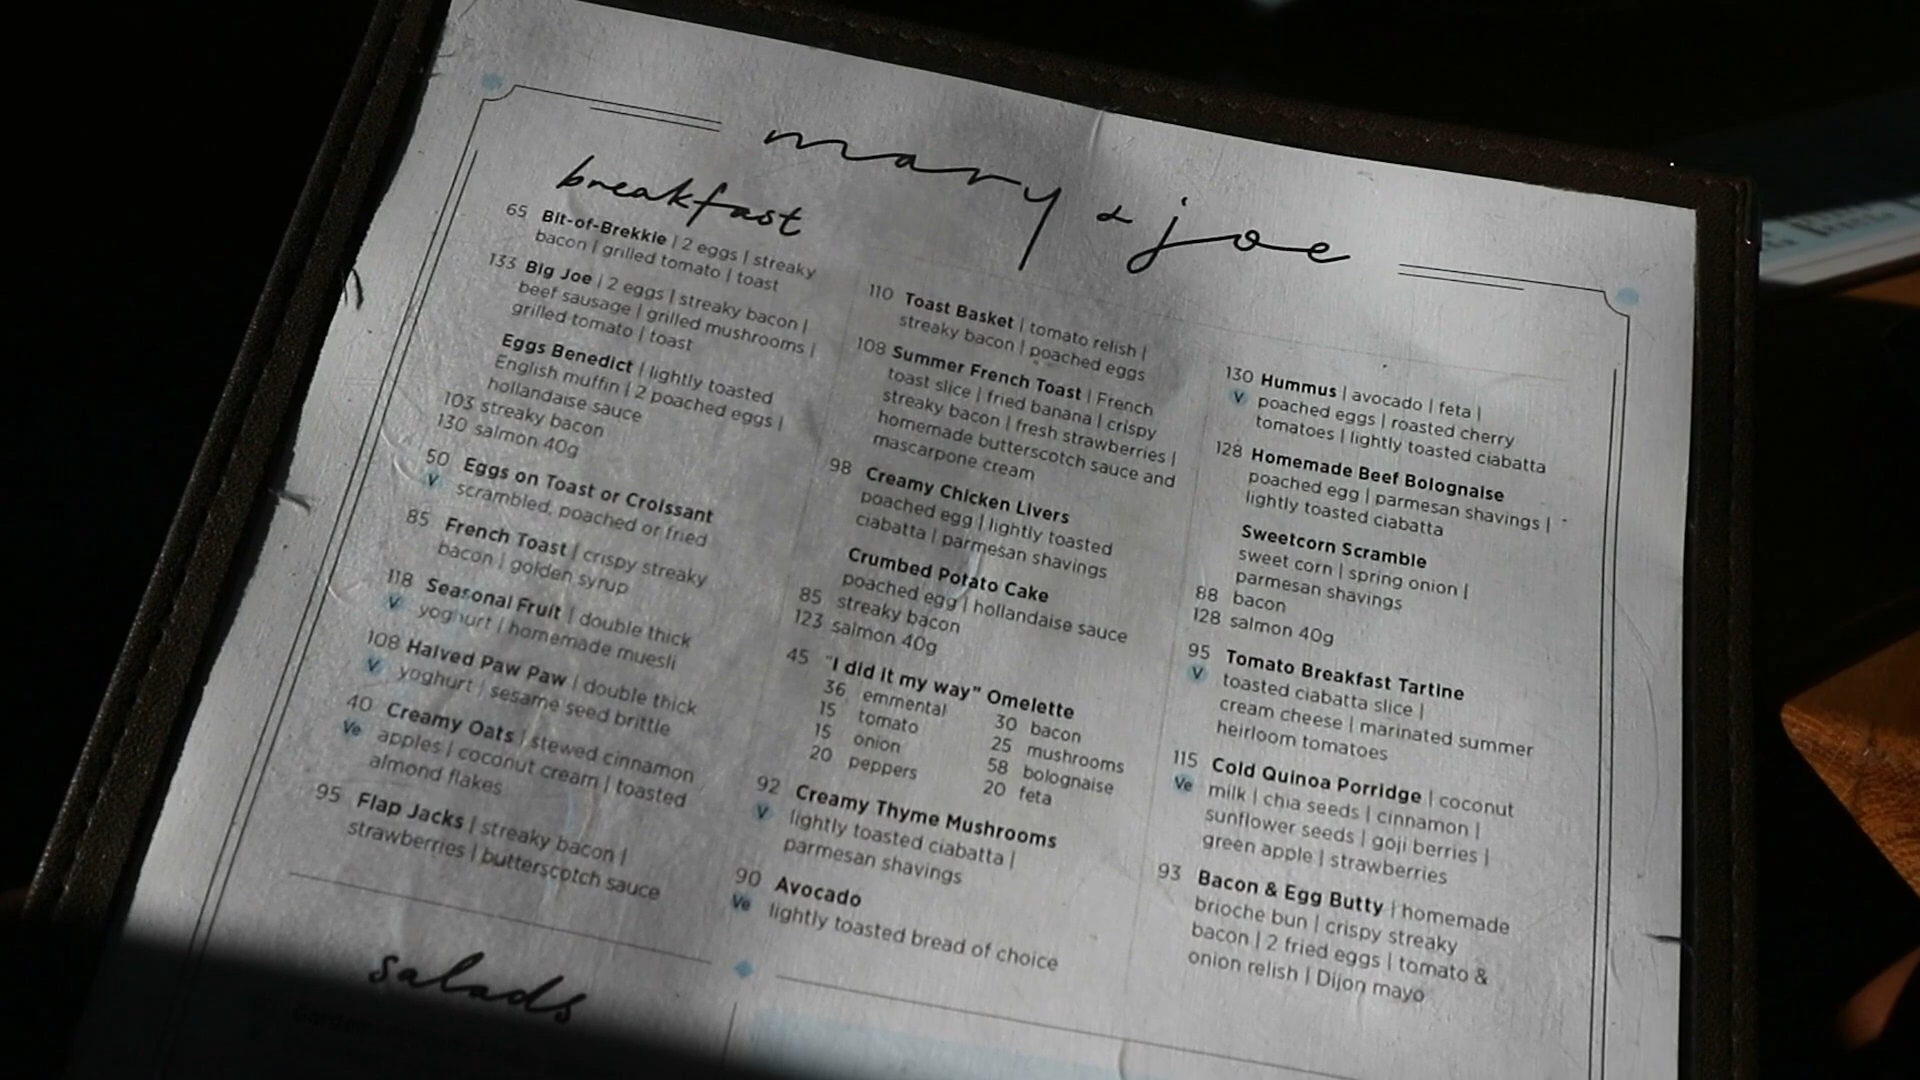 mary & joe
breakfast
65 Bit-of-Brekkie | 2 eggs | streaky
bacon | grilled tomato | toast
133 Big Joe | 2 eggs | streaky bacon |
beef sausage | grilled mushrooms |
grilled tomato | toast
Eggs Benedict | lightly toasted
English muffin | 2 poached eggs |
hollandaise sauce
103 streaky bacon
130 salmon 40g
50 Eggs on Toast or Croissant
V scrambled, poached or fried
85 French Toast | crispy streaky
bacon | golden syrup
118 Seasonal Fruit | double thick
V yoghurt | homemade muesli
108 Halved Paw Paw | double thick
V yoghurt | sesame seed brittle
40 Creamy Oats | stewed cinnamon
Ve apples | coconut cream | toasted
almond flakes
95 Flap Jacks | streaky bacon |
strawberries | butterscotch sauce
110 Toast Basket | tomato relish |
streaky bacon | poached eggs
108 Summer French Toast | French
toast slice | fried banana | crispy
streaky bacon | fresh strawberries |
homemade butterscotch sauce and
mascarpone cream
98 Creamy Chicken Livers
poached egg | lightly toasted
ciabatta | parmesan shavings
Crumbed Potato Cake
poached egg | hollandaise sauce
85 streaky bacon
123 salmon 40g
45 "I did it my way" Omelette
36 emmental 30 bacon
15 tomato 25 mushrooms
15 onion 58 bolognaise
20 peppers 20 feta
92 Creamy Thyme Mushrooms
V lightly toasted ciabatta |
parmesan shavings
90 Avocado
Ve lightly toasted bread of choice
130 Hummus | avocado | feta |
V poached eggs | roasted cherry
tomatoes | lightly toasted ciabatta
128 Homemade Beef Bolognaise
poached egg | parmesan shavings |
lightly toasted ciabatta
Sweetcorn Scramble
sweet corn | spring onion |
parmesan shavings
88 bacon
128 salmon 40g
95 Tomato Breakfast Tartine
V toasted ciabatta slice |
cream cheese | marinated summer
heirloom tomatoes
115 Cold Quinoa Porridge | coconut
Ve milk | chia seeds | cinnamon |
sunflower seeds | goji berries |
green apple | strawberries
93 Bacon & Egg Butty | homemade
brioche bun | crispy streaky
bacon | 2 fried eggs | tomato &
onion relish | Dijon mayo
salads